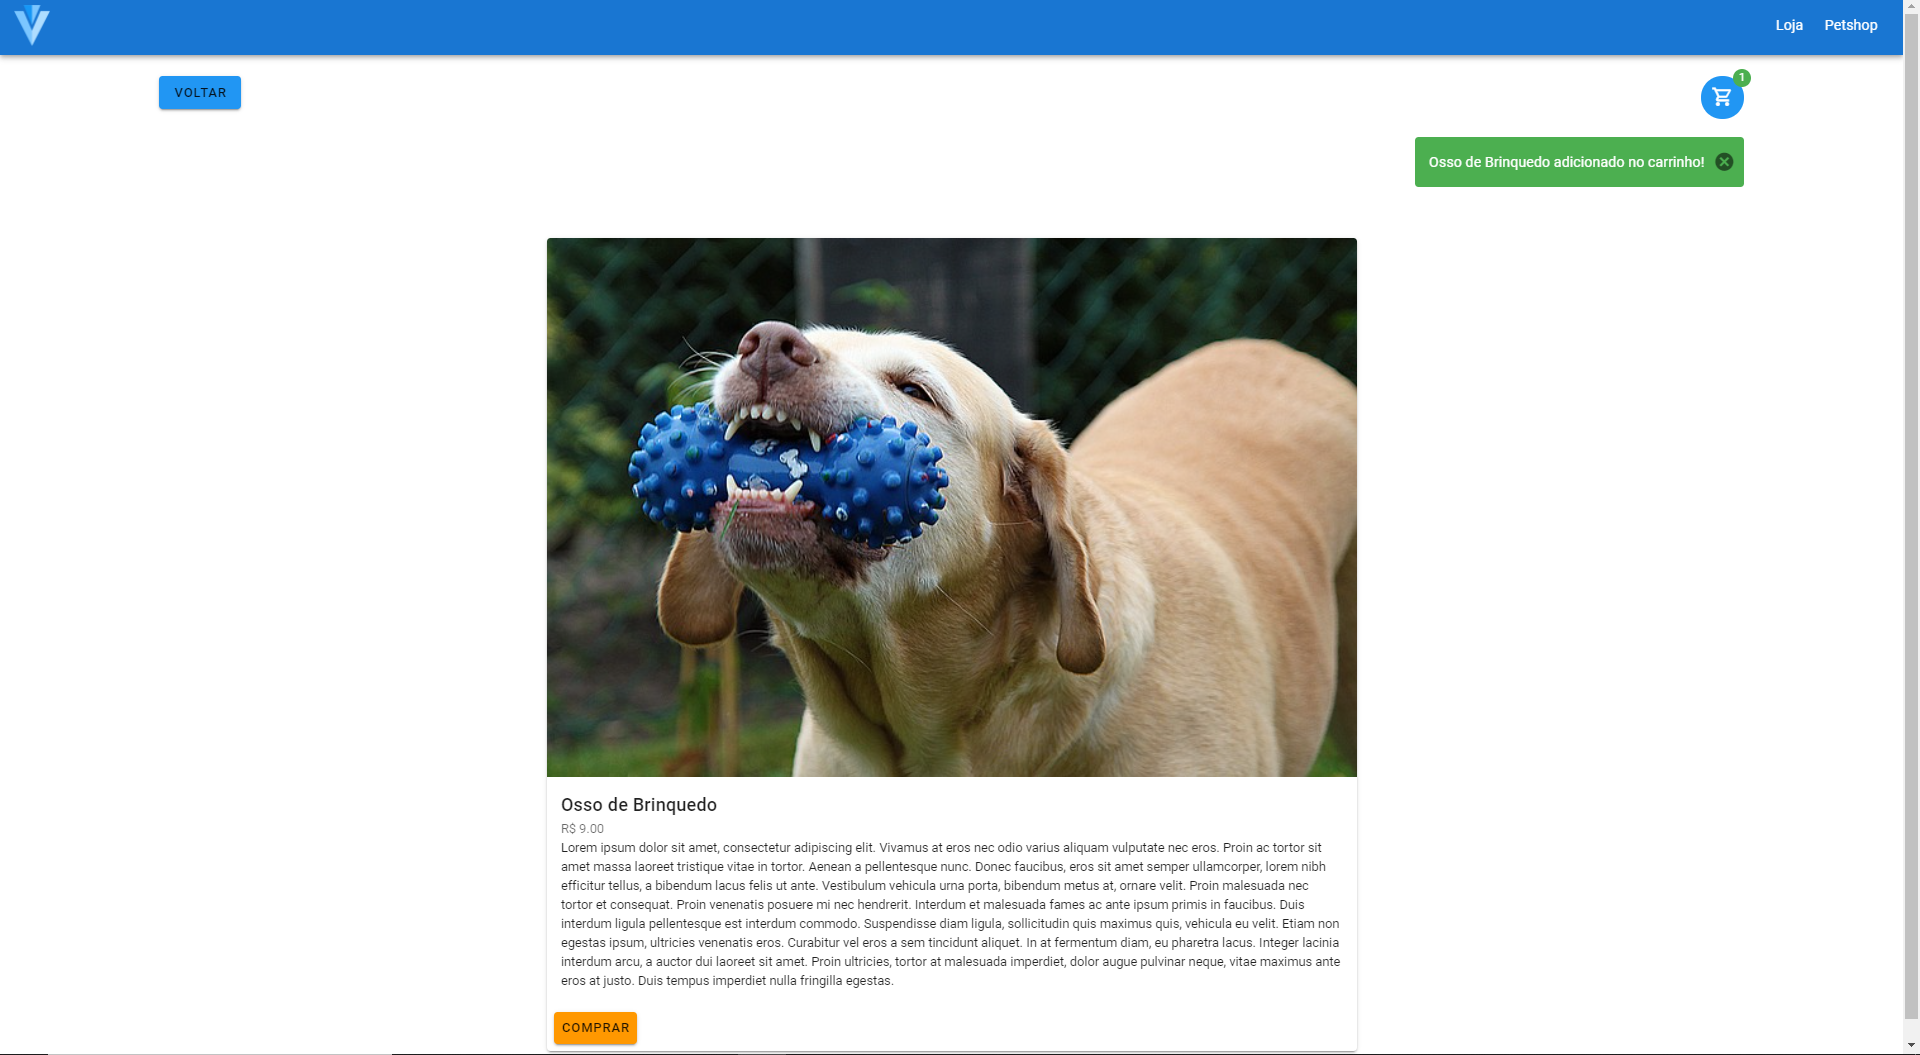 Loja Petshop
VOLTAR
1
Osso de Brinquedo adicionado no carrinho!
Osso de Brinquedo
R$ 9.00
Lorem ipsum dolor sit amet, consectetur adipiscing elit. Vivamus at eros nec odio varius aliquam vulputate nec eros. Proin ac tortor sit
amet massa laoreet tristique vitae in tortor. Aenean a pellentesque nunc. Donec faucibus, eros sit amet semper ullamcorper, lorem nibh
efficitur tellus, a bibendum lacus felis ut ante. Vestibulum vehicula urna porta, bibendum metus at, ornare velit. Proin malesuada nec
tortor et consequat. Proin venenatis posuere mi nec hendrerit. Interdum et malesuada fames ac ante ipsum primis in faucibus. Duis
interdum ligula pellentesque est interdum commodo. Suspendisse diam ligula, sollicitudin quis maximus quis, vehicula eu velit. Etiam non
egestas ipsum, ultricies venenatis eros. Curabitur vel eros a sem tincidunt aliquet. In at fermentum diam, eu pharetra lacus. Integer lacinia
interdum arcu, a auctor dui laoreet sit amet. Proin ultricies, tortor at malesuada imperdiet, dolor augue pulvinar neque, vitae maximus ante
eros at justo. Duis tempus imperdiet nulla fringilla egestas.
COMPRAR